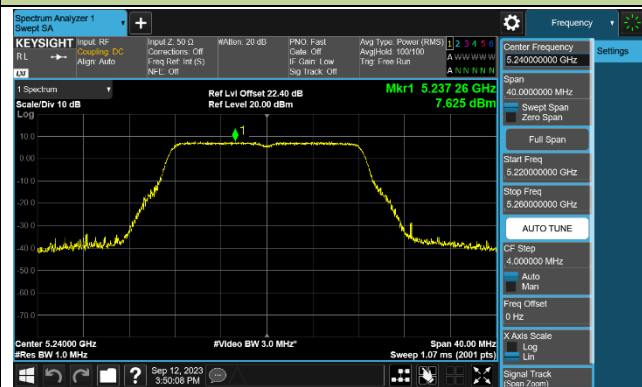 Spectrum Analyzer 1
Swept SA
+
Frequency
KEYSIGHT
RL
LXI
Input: RF
Coupling: DC
Align: Auto
Input Z: 50 Ω
Corrections: Off
Freq Ref: Int (S)
NFE: Off
#Atten: 20 dB
PNO: Fast
Gate: Off
IF Gain: Low
Sig Track: Off
Avg Type: Power (RMS)
Avg|Hold: 100/100
Trig: Free Run
1 2 3 4 5 6
A W W W W W
A N N N N N
1 Spectrum
Scale/Div 10 dB
Log
Ref Lvl Offset 22.40 dB
Ref Level 20.00 dBm
Mkr1 5.237 26 GHz
7.625 dBm
1
10.0
0.00
-10.0
-20.0
-30.0
-40.0
-50.0
-60.0
-70.0
Center 5.24000 GHz
#Res BW 1.0 MHz
#Video BW 3.0 MHz*
Span 40.00 MHz
Sweep 1.07 ms (2001 pts)
Center Frequency
5.240000000 GHz
Settings
Span
40.0000000 MHz
Swept Span
Zero Span
Full Span
Start Freq
5.220000000 GHz
Stop Freq
5.260000000 GHz
AUTO TUNE
CF Step
4.000000 MHz
Auto
Man
Freq Offset
0 Hz
X Axis Scale
Log
Lin
Signal Track
(Span Zoom)
?
Sep 12, 2023
3:50:08 PM